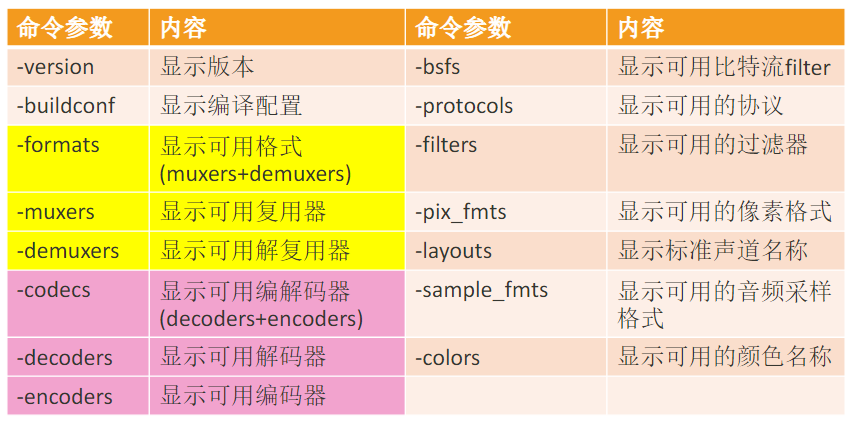 命令参数 内容 命令参数 内容
-version 显示版本 -bsfs 显示可用比特流filter
-buildconf 显示编译配置 -protocols 显示可用的协议
-formats 显示可用格式 -filters 显示可用的过滤器
(muxers+demuxers)
-muxers 显示可用复用器 -pix_fmts 显示可用的像素格式
-demuxers 显示可用解复用器 -layouts 显示标准声道名称
-codecs 显示可用编解码器 -sample_fmts 显示可用的音频采样
(decoders+encoders) 格式
-decoders 显示可用解码器 -colors 显示可用的颜色名称
-encoders 显示可用编码器